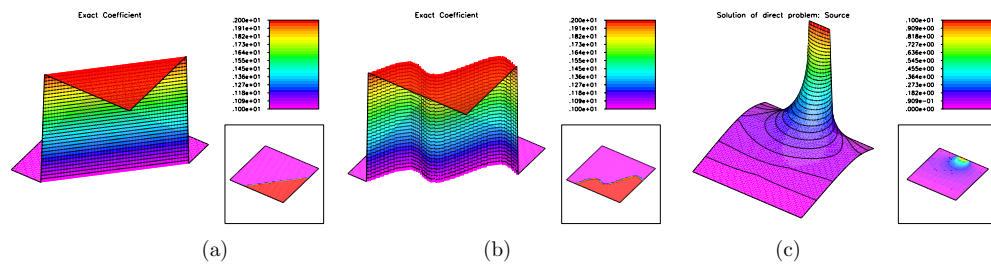 Exact Coefficient
.200e+01
.191e+01
.182e+01
.173e+01
.164e+01
.155e+01
.145e+01
.136e+01
.127e+01
.118e+01
.109e+01
.100e+01
(a)
Exact Coefficient
.200e+01
.191e+01
.182e+01
.173e+01
.164e+01
.155e+01
.145e+01
.136e+01
.127e+01
.118e+01
.109e+01
.100e+01
(b)
Solution of direct problem: Source
.100e+01
.909e+00
.818e+00
.727e+00
.636e+00
.545e+00
.455e+00
.364e+00
.273e+00
.182e+00
.909e-01
.000e+00
(c)